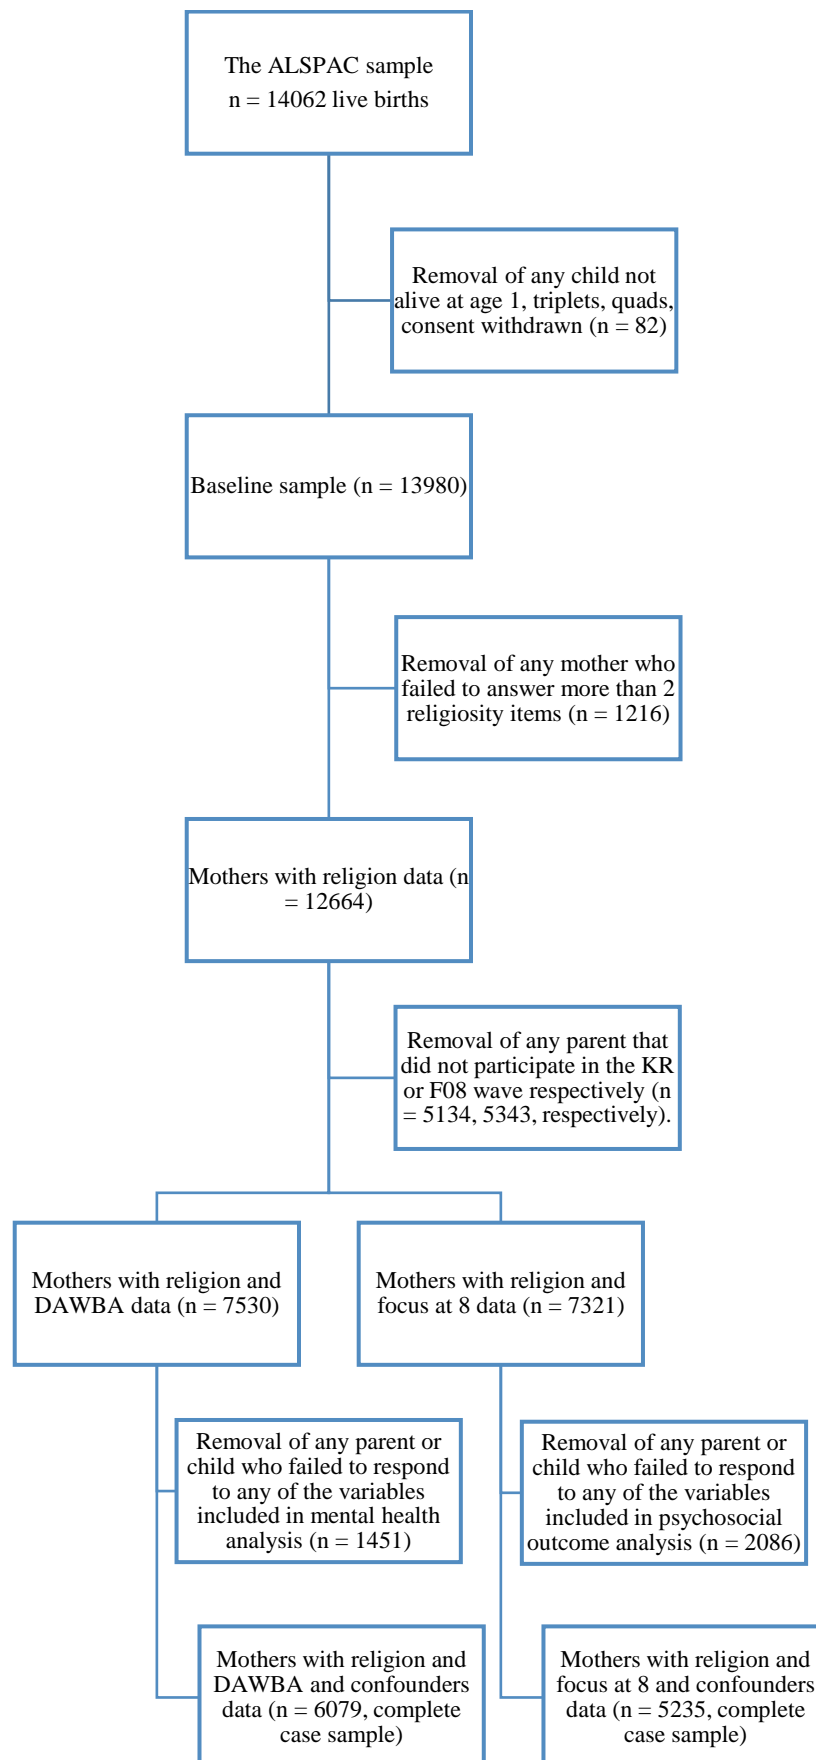 The ALSPAC sample
n = 14062 live births
Removal of any child not
alive at age 1, triplets, quads,
consent withdrawn (n = 82)
Baseline sample (n = 13980)
Removal of any mother who
failed to answer more than 2
religiosity items (n = 1216)
Mothers with religion data (n
= 12664)
Removal of any parent that
did not participate in the KR
or F08 wave respectively (n
= 5134, 5343, respectively).
Mothers with religion and
DAWBA data (n = 7530)
Mothers with religion and
focus at 8 data (n = 7321)
Removal of any parent or
child who failed to respond
to any of the variables
included in mental health
analysis (n = 1451)
Removal of any parent or
child who failed to respond
to any of the variables
included in psychosocial
outcome analysis (n = 2086)
Mothers with religion and
DAWBA and confounders
data (n = 6079, complete
case sample)
Mothers with religion and
focus at 8 and confounders
data (n = 5235, complete
case sample)